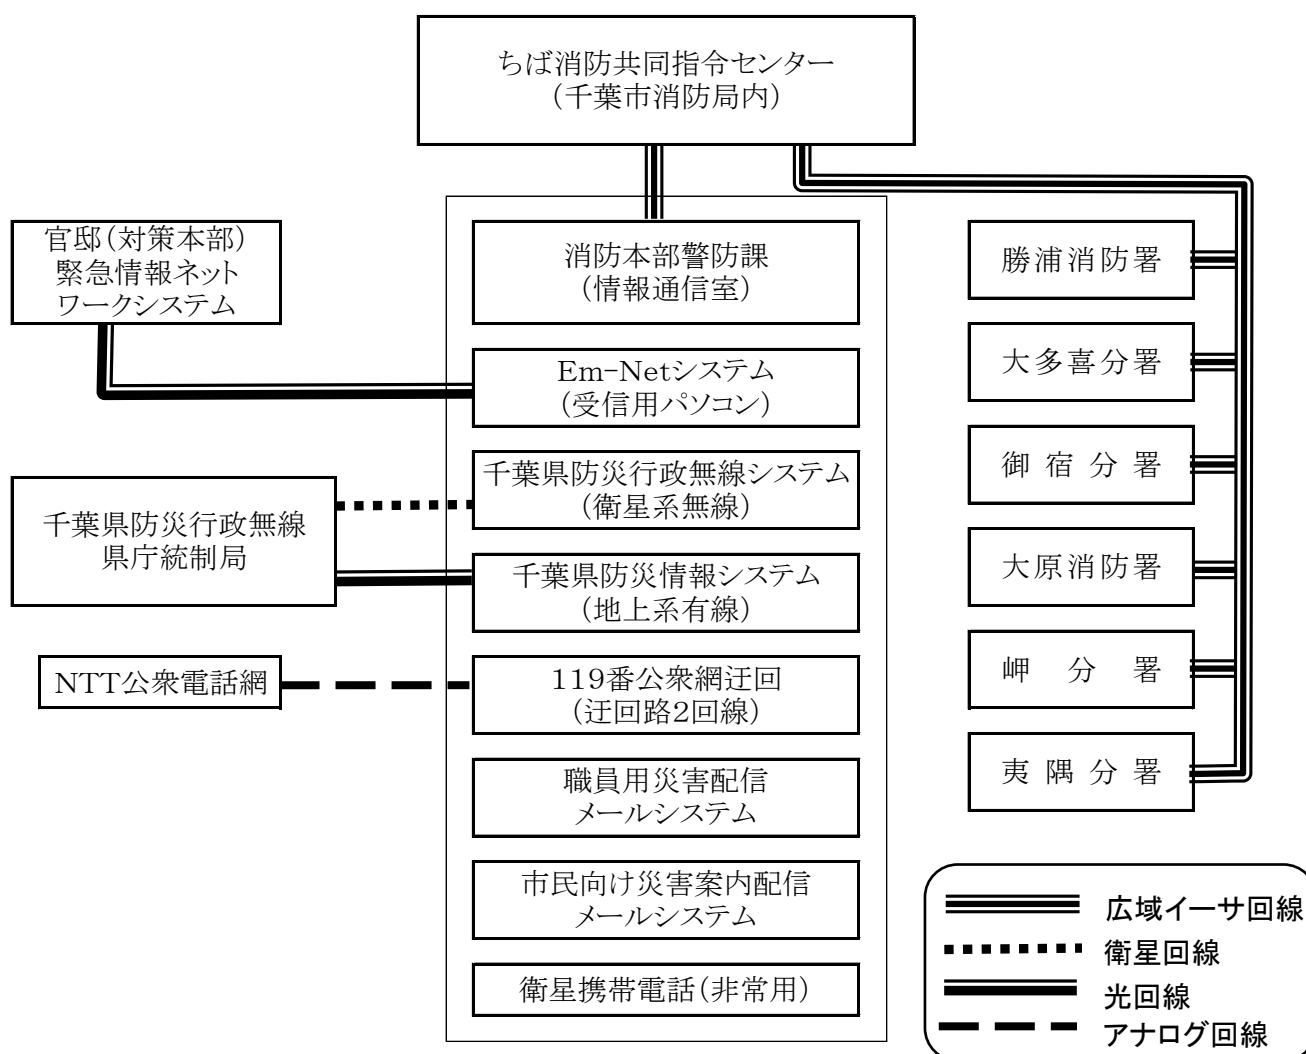 ちば消防共同指令センター
(千葉市消防局内)
官邸(対策本部)
緊急情報ネット
ワークシステム
消防本部警防課
(情報通信室)
Em-Netシステム
(受信用パソコン)
千葉県防災行政無線
県庁統制局
千葉県防災行政無線システム
(衛星系無線)
千葉県防災情報システム
(地上系有線)
NTT公衆電話網
119番公衆網迂回
(迂回路2回線)
職員用災害配信
メールシステム
市民向け災害案内配信
メールシステム
衛星携帯電話(非常用)
勝浦消防署
大多喜分署
御宿分署
大原消防署
岬分署
夷隅分署
広域イーサ回線
衛星回線
光回線
アナログ回線